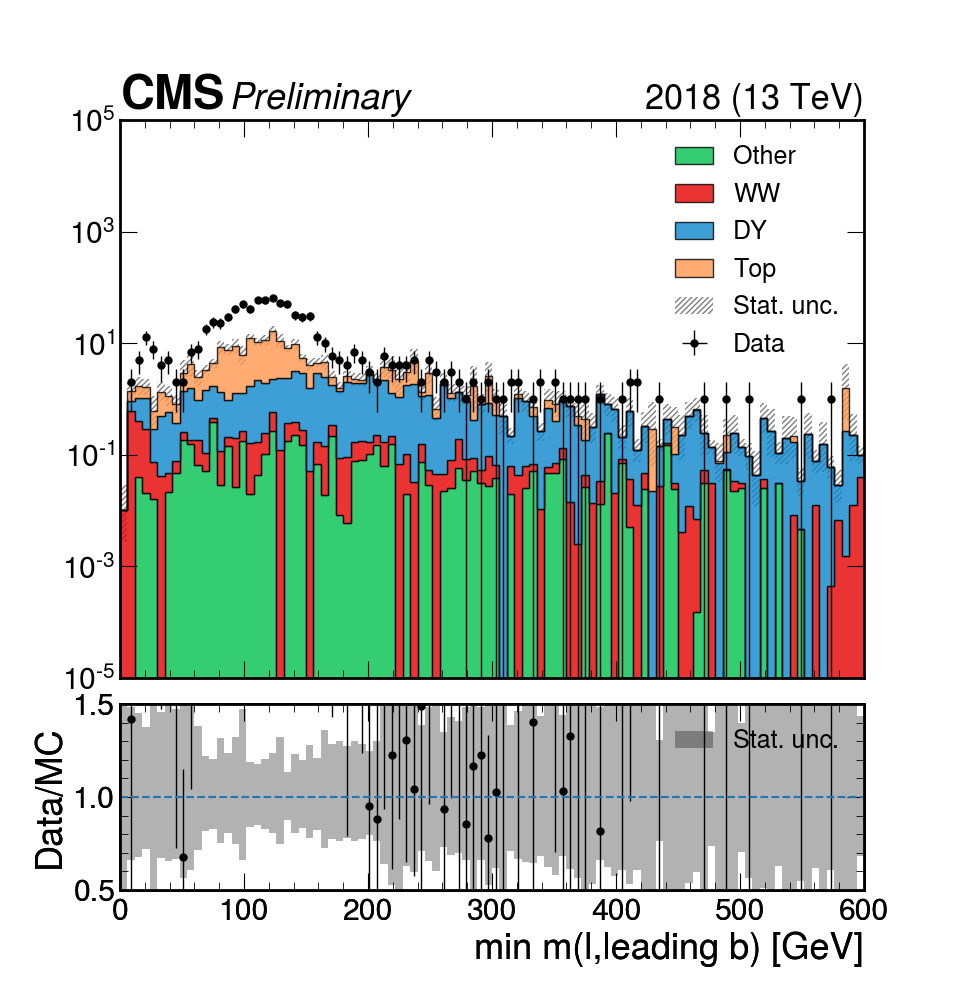 CMS Preliminary 2018 (13 TeV)
10^5
Other
WW
10^3
DY
Top
Stat. unc.
10^1
Data
10^-1
10^-3
10^-5
1.5
Stat. unc.
1.0
Data/MC
0.5
0 100 200 300 400 500 600
min m(l,leading b) [GeV]